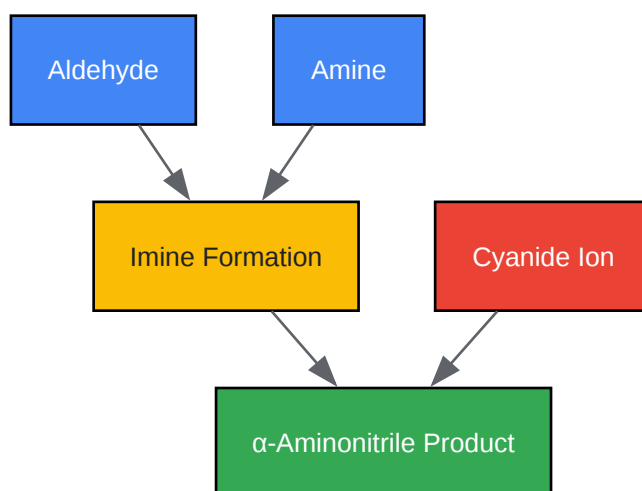 Aldehyde
Amine
Imine Formation
Cyanide Ion
α-Aminonitrile Product